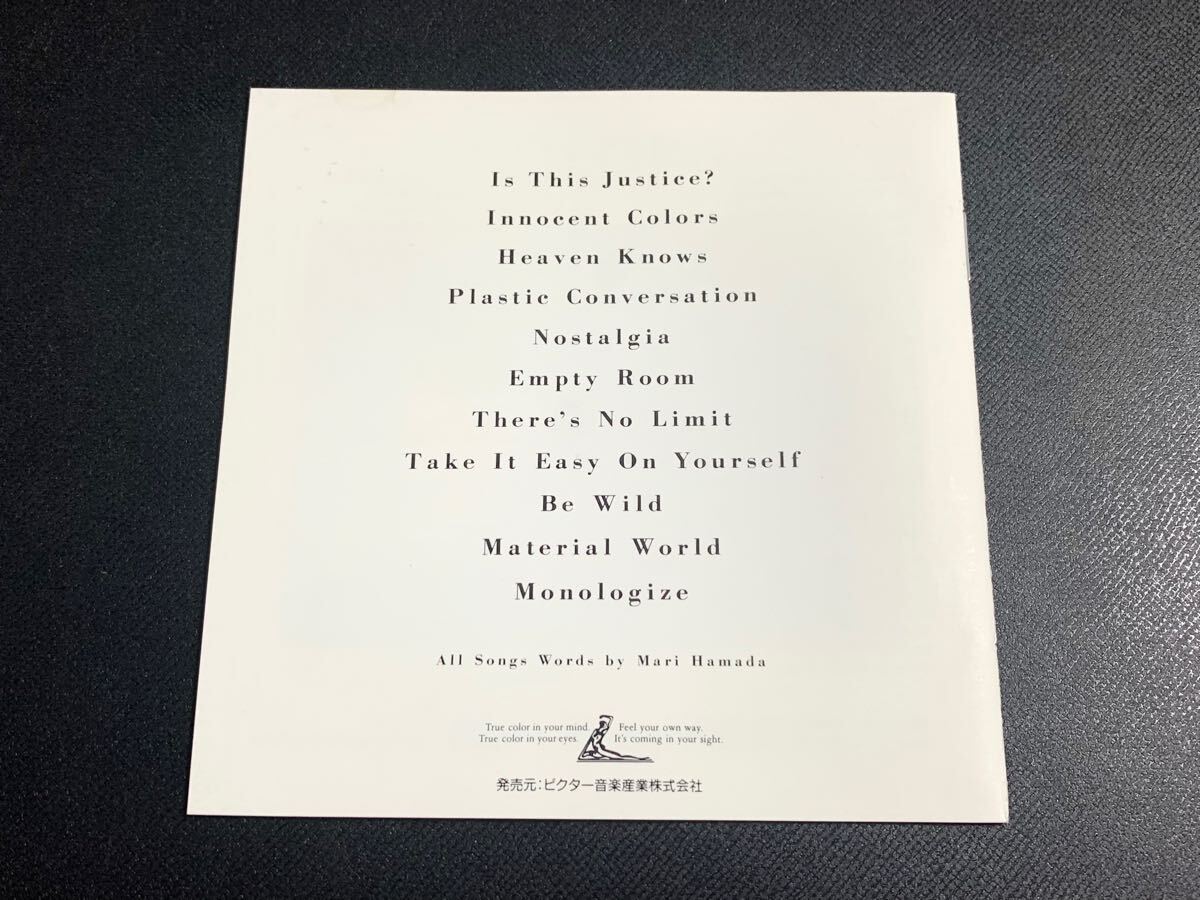 Is This Justice?
Innocent Colors
Heaven Knows
Plastic Conversation
Nostalgia
Empty Room
There's No Limit
Take It Easy On Yourself
Be Wild
Material World
Monologize
All Songs Words by Mari Hamada
True color in your mind. Feel your own way.
True color in your eyes. It's coming in your sight.
発売元:ビクター音楽産業株式会社